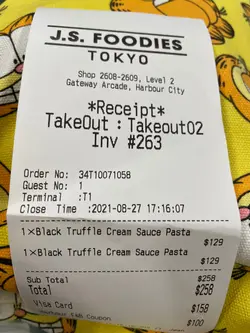 J.S. FOODIES
TOKYO
Shop 2608-2609, Level 2
Gateway Arcade, Harbour City
*Receipt*
TakeOut : Takeout02
Inv #263
Order No: 34T10071058
Guest No: 1
Terminal :T1
Close Time :2021-08-27 17:16:07
1×Black Truffle Cream Sauce Pasta
$129
1×Black Truffle Cream Sauce Pasta
$129
Sub Total $258
Total $258
Visa Card $158
Harbour F&B Coupon $100